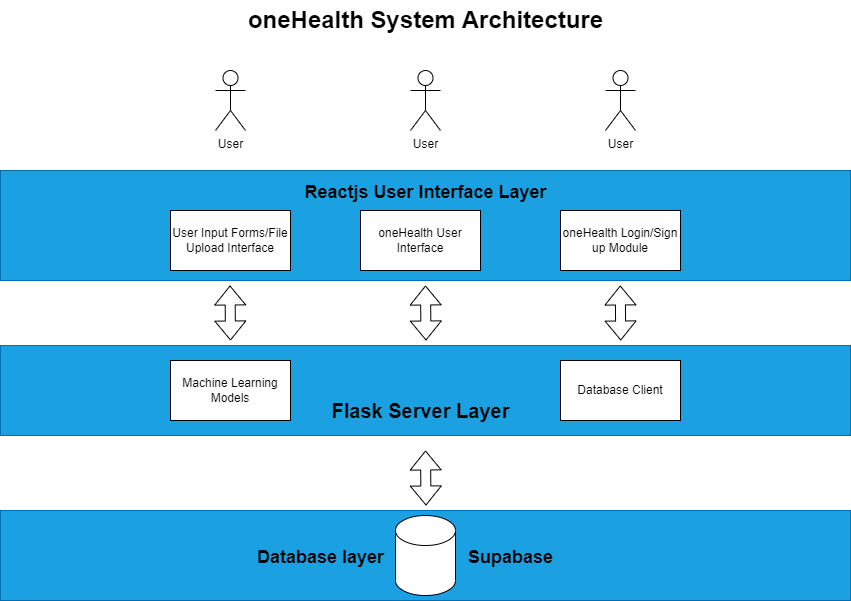 oneHealth System Architecture
User
User
User
Reactjs User Interface Layer
User Input Forms/File
Upload Interface
oneHealth User
Interface
oneHealth Login/Sign
up Module
Machine Learning
Models
Database Client
Flask Server Layer
Database layer
Supabase